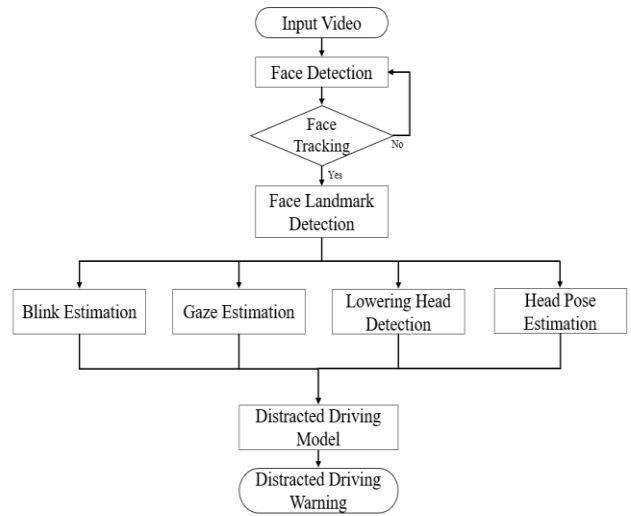 Input Video
Face Detection
Face
Tracking
No
Yes
Face Landmark
Detection
Blink Estimation
Gaze Estimation
Lowering Head
Detection
Head Pose
Estimation
Distracted Driving
Model
Distracted Driving
Warning